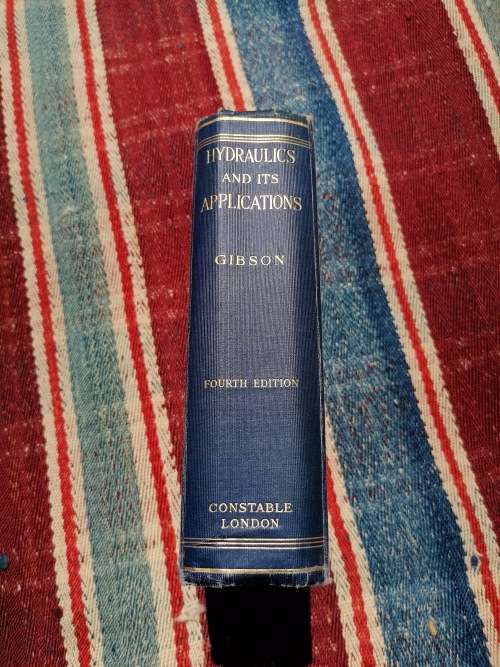 HYDRAULICS
AND ITS
APPLICATIONS
GIBSON
FOURTH EDITION
CONSTABLE
LONDON